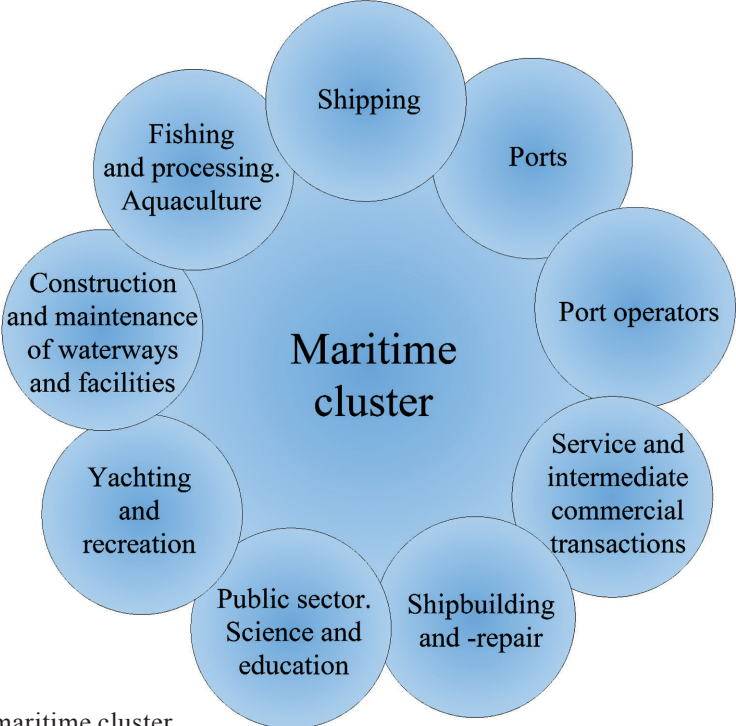 Shipping
Ports
Port operators
Service and
intermediate
commercial
transactions
Shipbuilding
and -repair
Public sector.
Science and
education
Yachting
and
recreation
Construction
and maintenance
of waterways
and facilities
Fishing
and processing.
Aquaculture
Maritime
cluster
maritime cluster